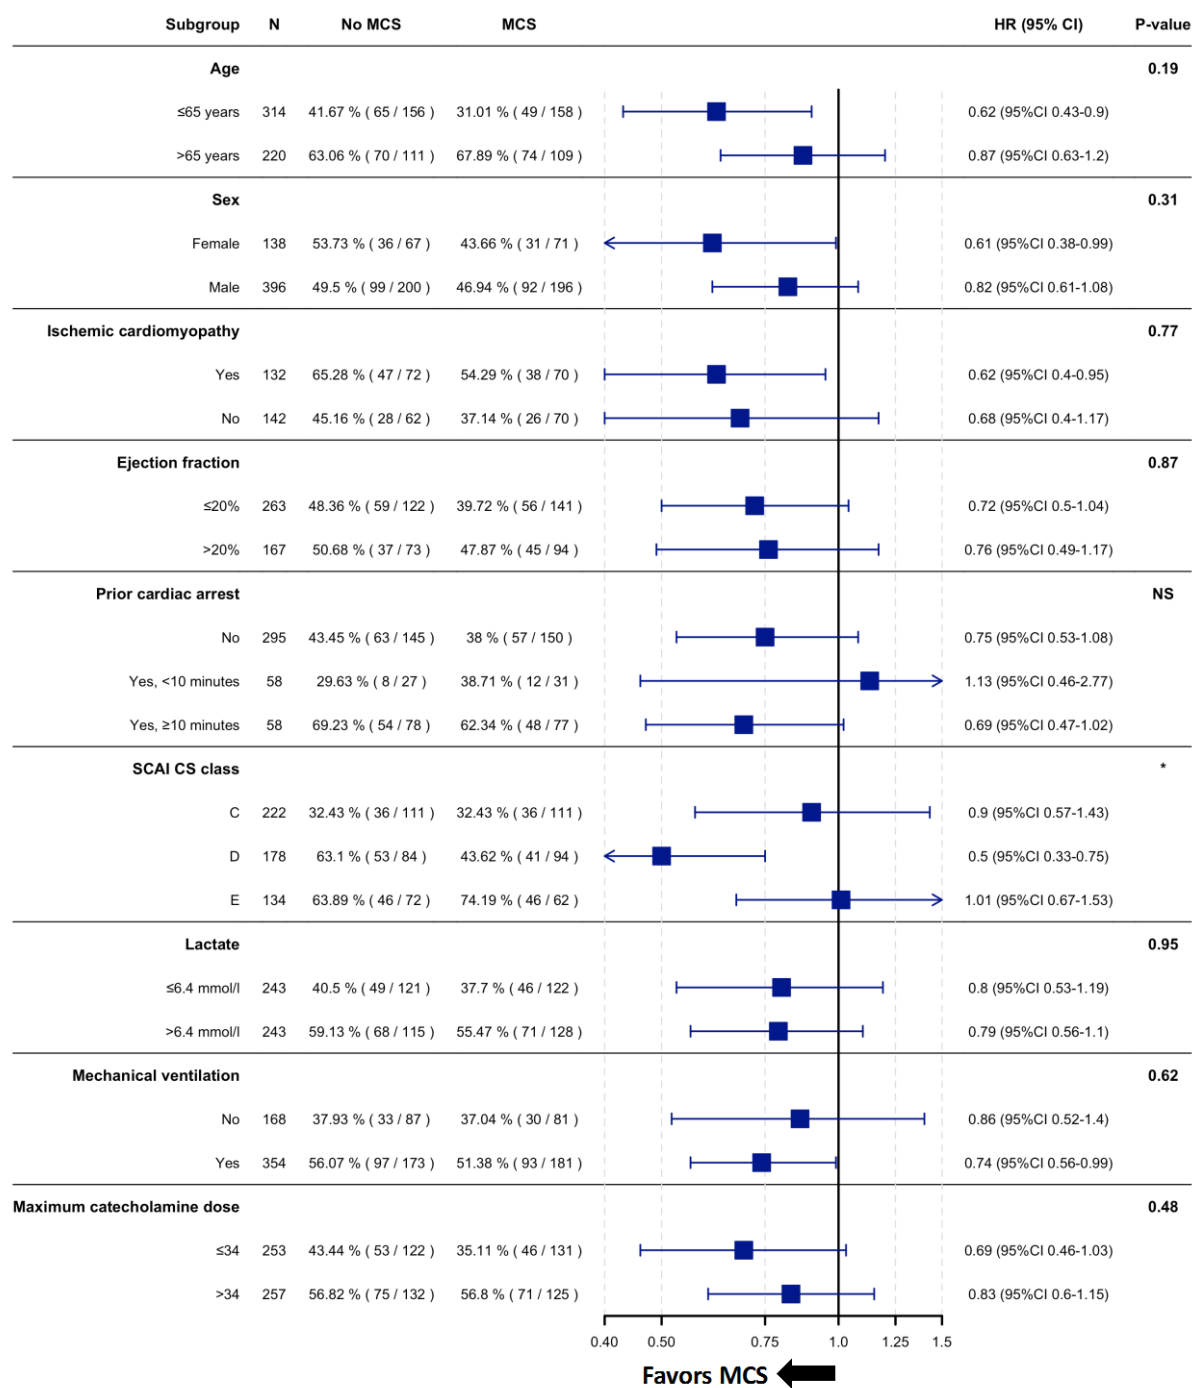 Subgroup N No MCS MCS HR (95% CI) P-value
Age 0.19
≤65 years 314 41.67 % ( 65 / 156 ) 31.01 % ( 49 / 158 ) 0.62 (95%CI 0.43-0.9)
>65 years 220 63.06 % ( 70 / 111 ) 67.89 % ( 74 / 109 ) 0.87 (95%CI 0.63-1.2)
Sex 0.31
Female 138 53.73 % ( 36 / 67 ) 43.66 % ( 31 / 71 ) 0.61 (95%CI 0.38-0.99)
Male 396 49.5 % ( 99 / 200 ) 46.94 % ( 92 / 196 ) 0.82 (95%CI 0.61-1.08)
Ischemic cardiomyopathy 0.77
Yes 132 65.28 % ( 47 / 72 ) 54.29 % ( 38 / 70 ) 0.62 (95%CI 0.4-0.95)
No 142 45.16 % ( 28 / 62 ) 37.14 % ( 26 / 70 ) 0.68 (95%CI 0.4-1.17)
Ejection fraction 0.87
≤20% 263 48.36 % ( 59 / 122 ) 39.72 % ( 56 / 141 ) 0.72 (95%CI 0.5-1.04)
>20% 167 50.68 % ( 37 / 73 ) 47.87 % ( 45 / 94 ) 0.76 (95%CI 0.49-1.17)
Prior cardiac arrest NS
No 295 43.45 % ( 63 / 145 ) 38 % ( 57 / 150 ) 0.75 (95%CI 0.53-1.08)
Yes, <10 minutes 58 29.63 % ( 8 / 27 ) 38.71 % ( 12 / 31 ) 1.13 (95%CI 0.46-2.77)
Yes, ≥10 minutes 58 69.23 % ( 54 / 78 ) 62.34 % ( 48 / 77 ) 0.69 (95%CI 0.47-1.02)
SCAI CS class *
C 222 32.43 % ( 36 / 111 ) 32.43 % ( 36 / 111 ) 0.9 (95%CI 0.57-1.43)
D 178 63.1 % ( 53 / 84 ) 43.62 % ( 41 / 94 ) 0.5 (95%CI 0.33-0.75)
E 134 63.89 % ( 46 / 72 ) 74.19 % ( 46 / 62 ) 1.01 (95%CI 0.67-1.53)
Lactate 0.95
≤6.4 mmol/l 243 40.5 % ( 49 / 121 ) 37.7 % ( 46 / 122 ) 0.8 (95%CI 0.53-1.19)
>6.4 mmol/l 243 59.13 % ( 68 / 115 ) 55.47 % ( 71 / 128 ) 0.79 (95%CI 0.56-1.1)
Mechanical ventilation 0.62
No 168 37.93 % ( 33 / 87 ) 37.04 % ( 30 / 81 ) 0.86 (95%CI 0.52-1.4)
Yes 354 56.07 % ( 97 / 173 ) 51.38 % ( 93 / 181 ) 0.74 (95%CI 0.56-0.99)
Maximum catecholamine dose 0.48
≤34 253 43.44 % ( 53 / 122 ) 35.11 % ( 46 / 131 ) 0.69 (95%CI 0.46-1.03)
>34 257 56.82 % ( 75 / 132 ) 56.8 % ( 71 / 125 ) 0.83 (95%CI 0.6-1.15)
0.40 0.50 0.75 1.0 1.25 1.5
Favors MCS